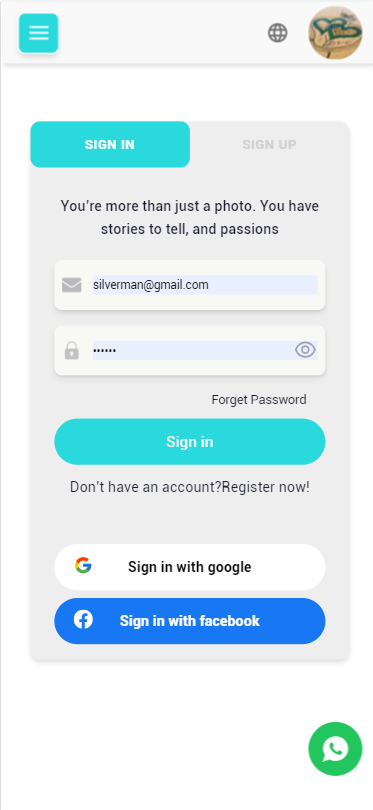 SIGN IN
SIGN UP
You're more than just a photo. You have
stories to tell, and passions
silverman@gmail.com
••••••
Forget Password
Sign in
Don't have an account?Register now!
Sign in with google
Sign in with facebook